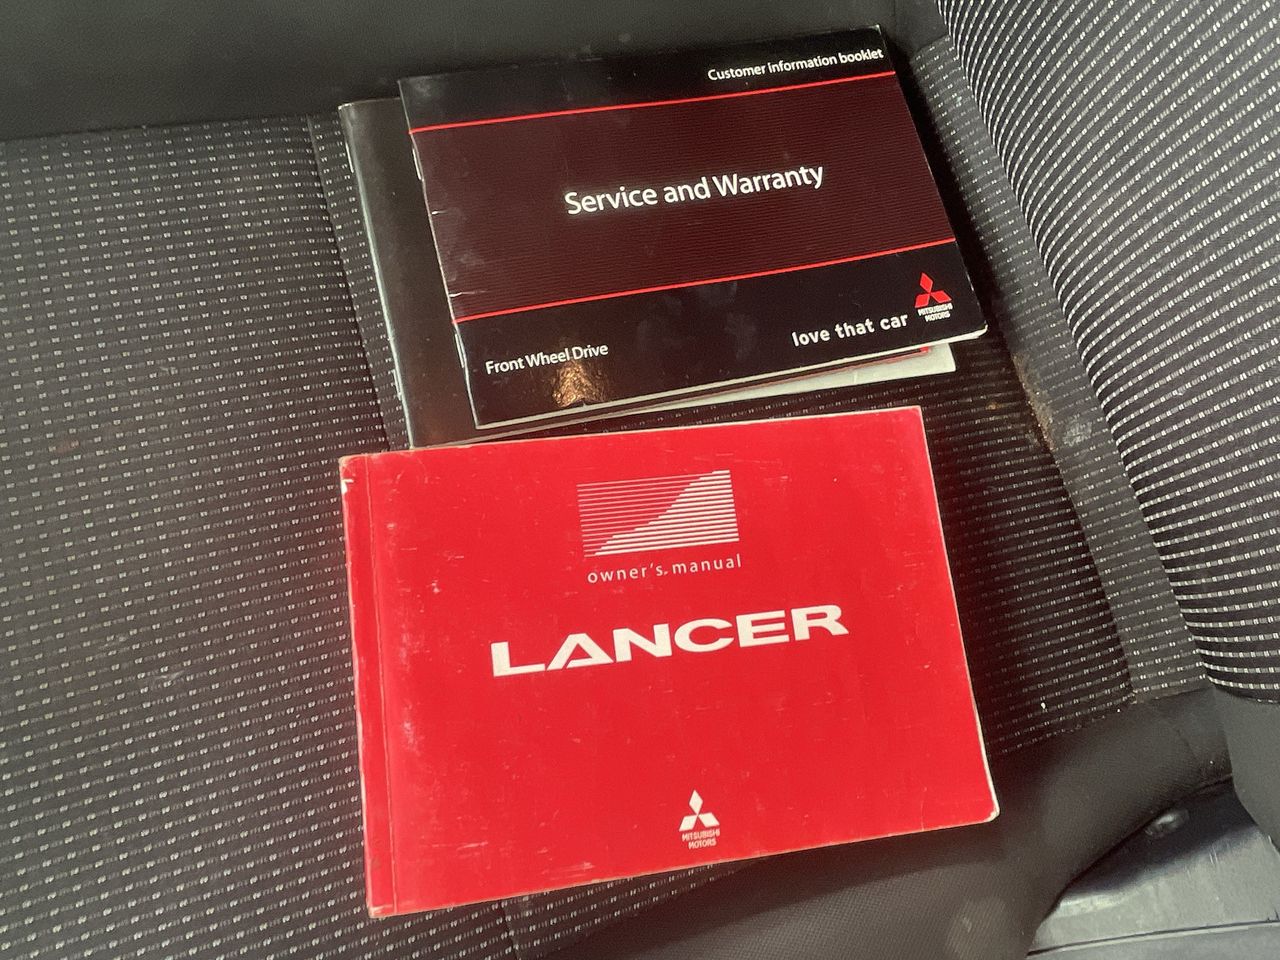 Customer information booklet
Service and Warranty
Front Wheel Drive
love that car
MITSUBISHI
MOTORS
owner's manual
LANCER
MITSUBISHI
MOTORS